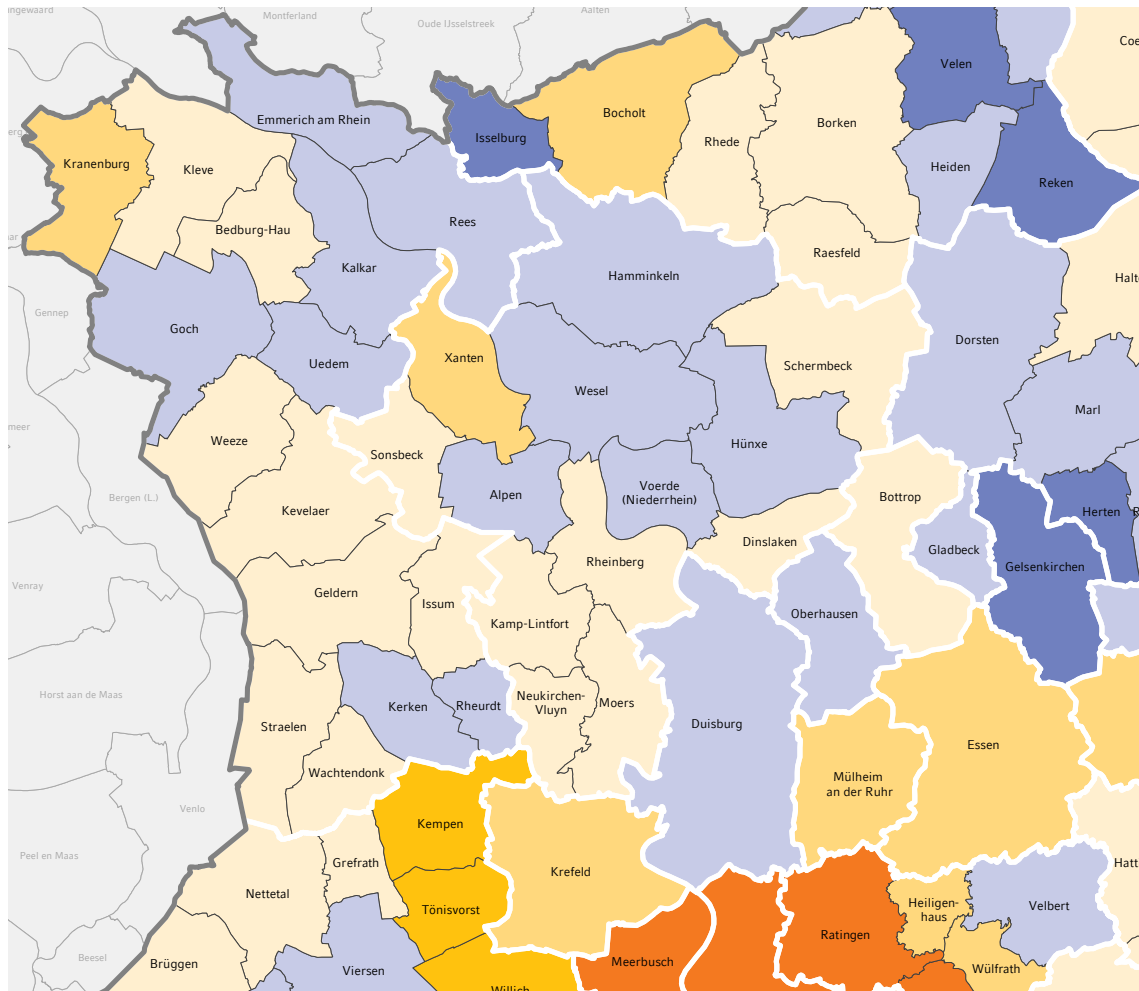 Montferland
Oude IJsselstreek
Aalten
Coe
Velen
Emmerich am Rhein
Isselburg
Bocholt
Rhede
Borken
Kranenburg
Kleve
Heiden
Reken
Bedburg-Hau
Rees
Raesfeld
Kalkar
Hamminkeln
Halt
Gennep
Goch
Dorsten
Uedem
Xanten
Schermbeck
Wesel
Marl
meer
Weeze
Sonsbeck
Hünxe
Bergen (L.)
Alpen
Voerde
(Niederrhein)
Bottrop
Kevelaer
Herten
R
Dinslaken
Gladbeck
Rheinberg
Gelsenkirchen
Venray
Geldern
Issum
Kamp-Lintfort
Oberhausen
Horst aan de Maas
Kerken
Rheurdt
Neukirchen-
Vluyn
Moers
Straelen
Duisburg
Essen
Wachtendonk
Mülheim
an der Ruhr
Venlo
Kempen
Peel en Maas
Grefrath
Hatt
Krefeld
Nettetal
Tönisvorst
Heiligen-
haus
Velbert
Ratingen
Beesel
Brüggen
Viersen
Meerbusch
Wülfrath
Willich